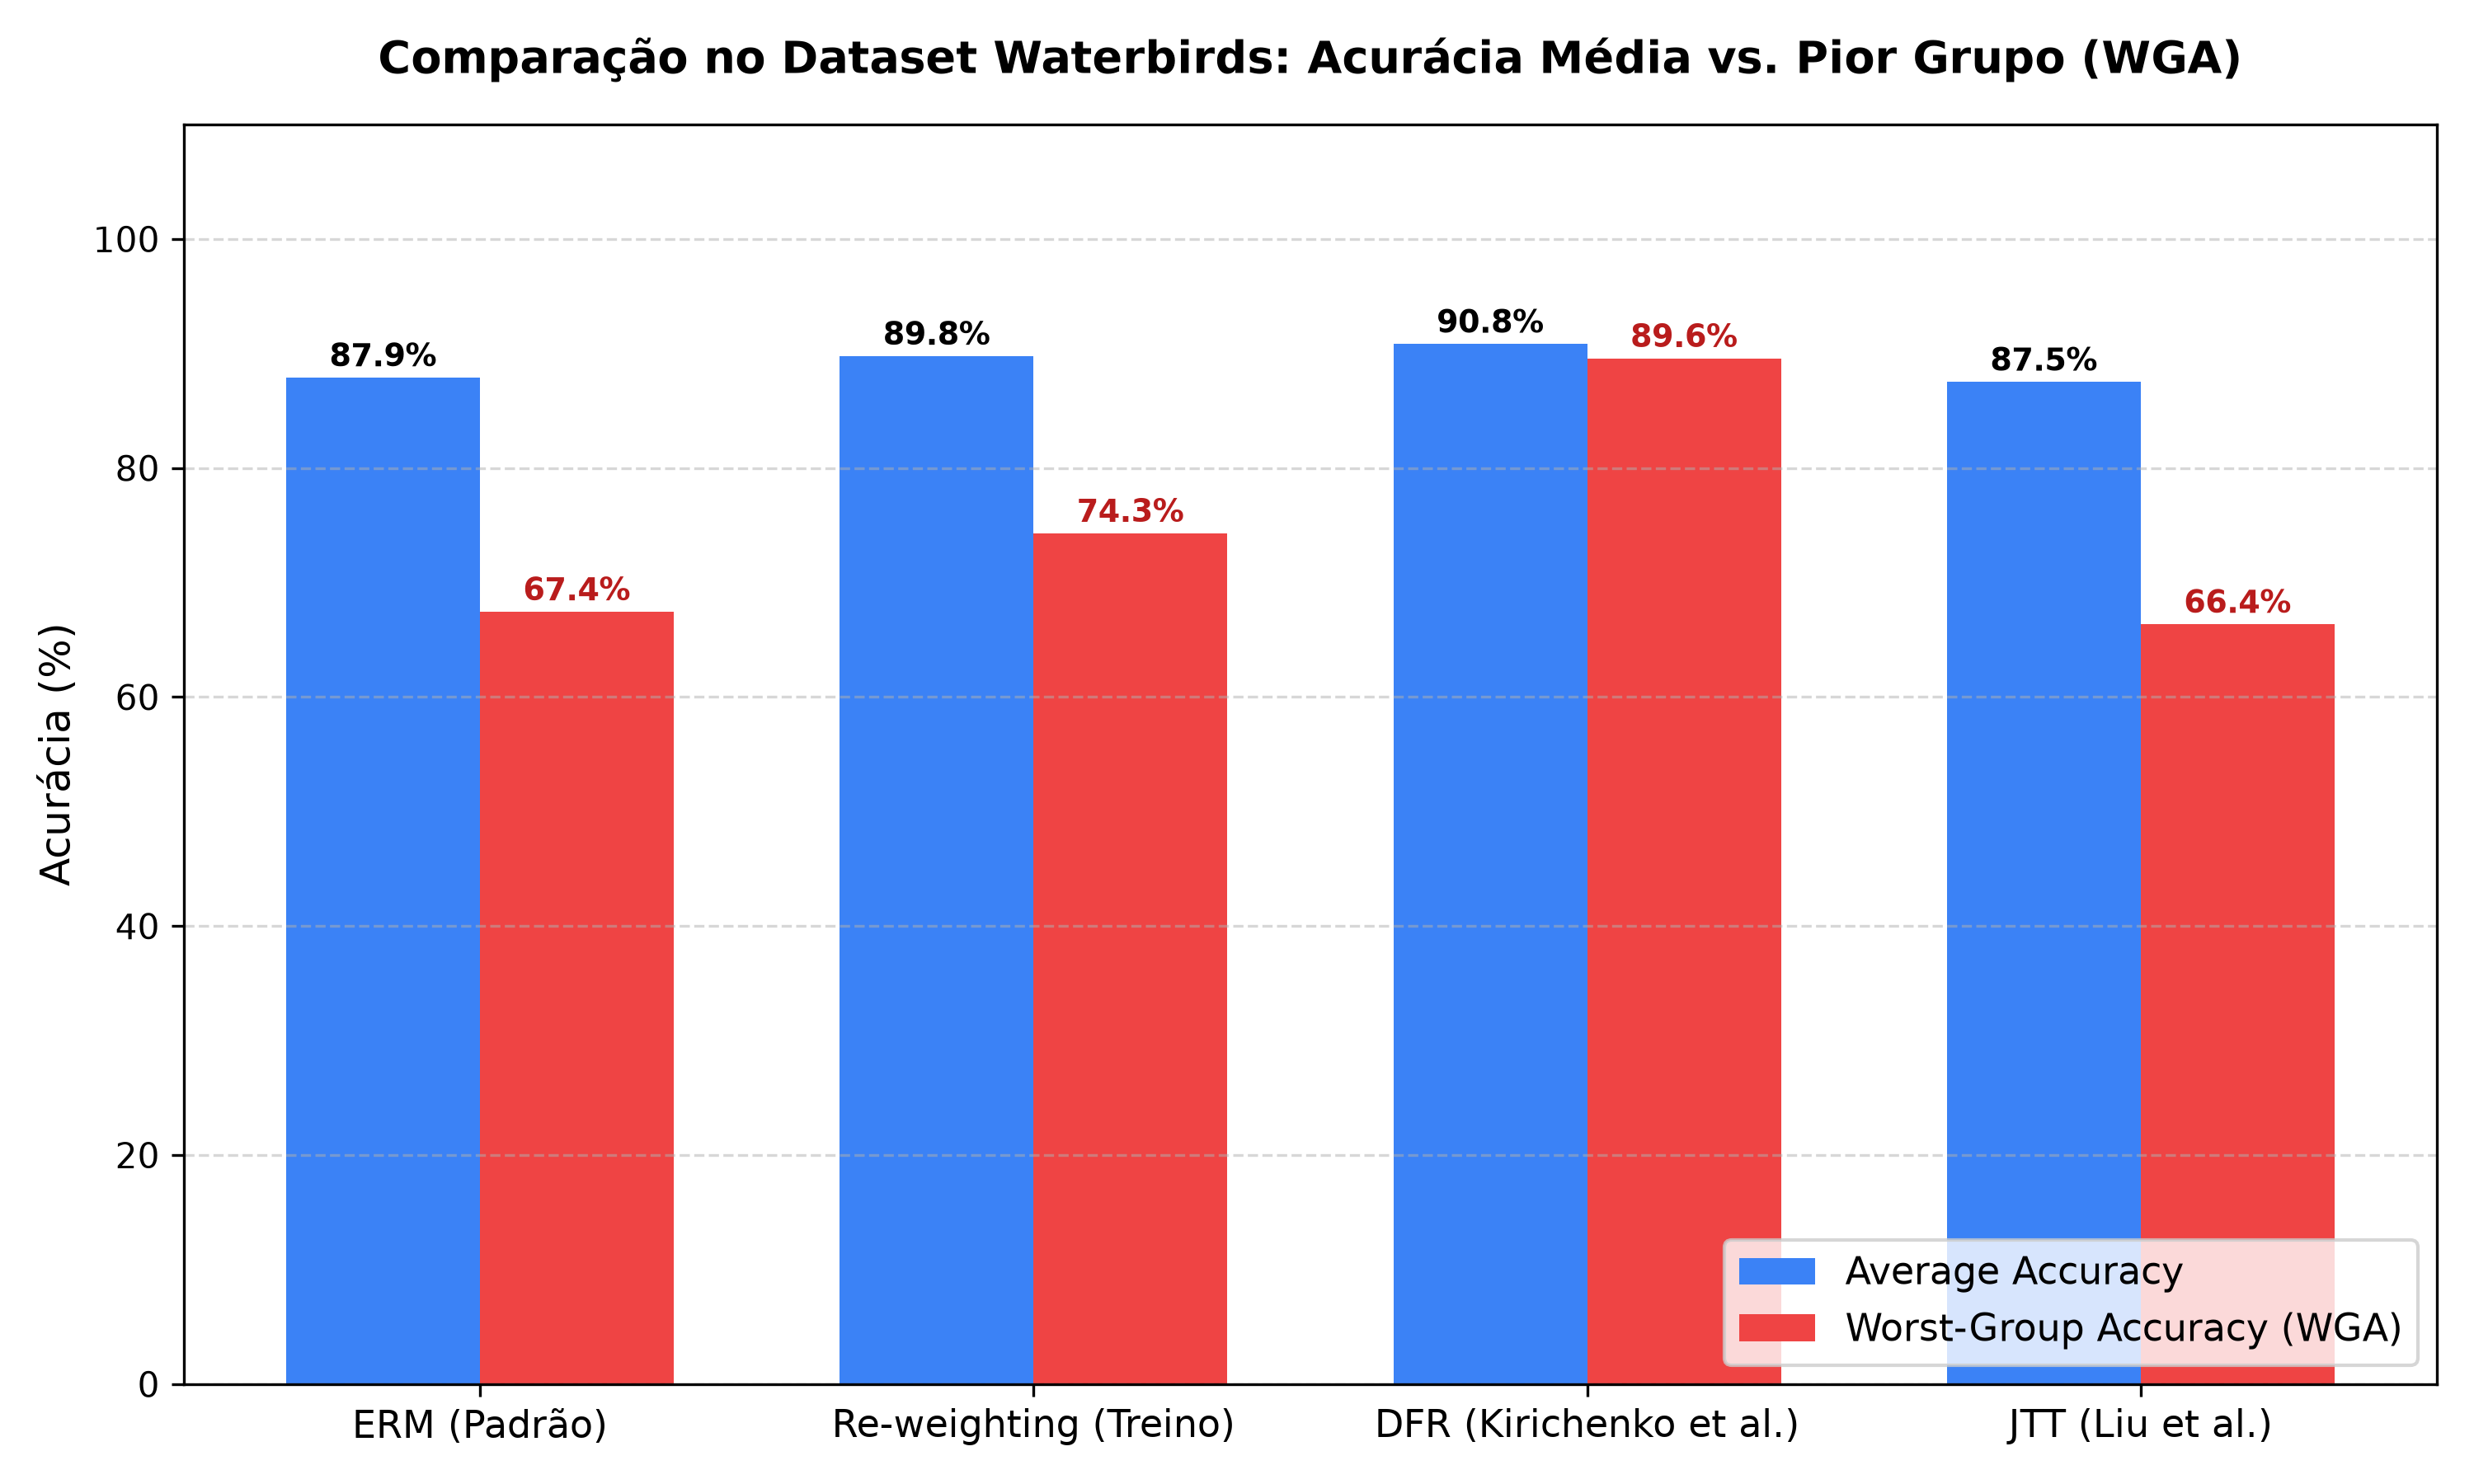 Comparação no Dataset Waterbirds: Acurácia Média vs. Pior Grupo (WGA)
Acurácia (%)
100
80
60
40
20
0
87.9%
67.4%
89.8%
74.3%
90.8%
89.6%
87.5%
66.4%
ERM (Padrão)
Re-weighting (Treino)
DFR (Kirichenko et al.)
JTT (Liu et al.)
Average Accuracy
Worst-Group Accuracy (WGA)